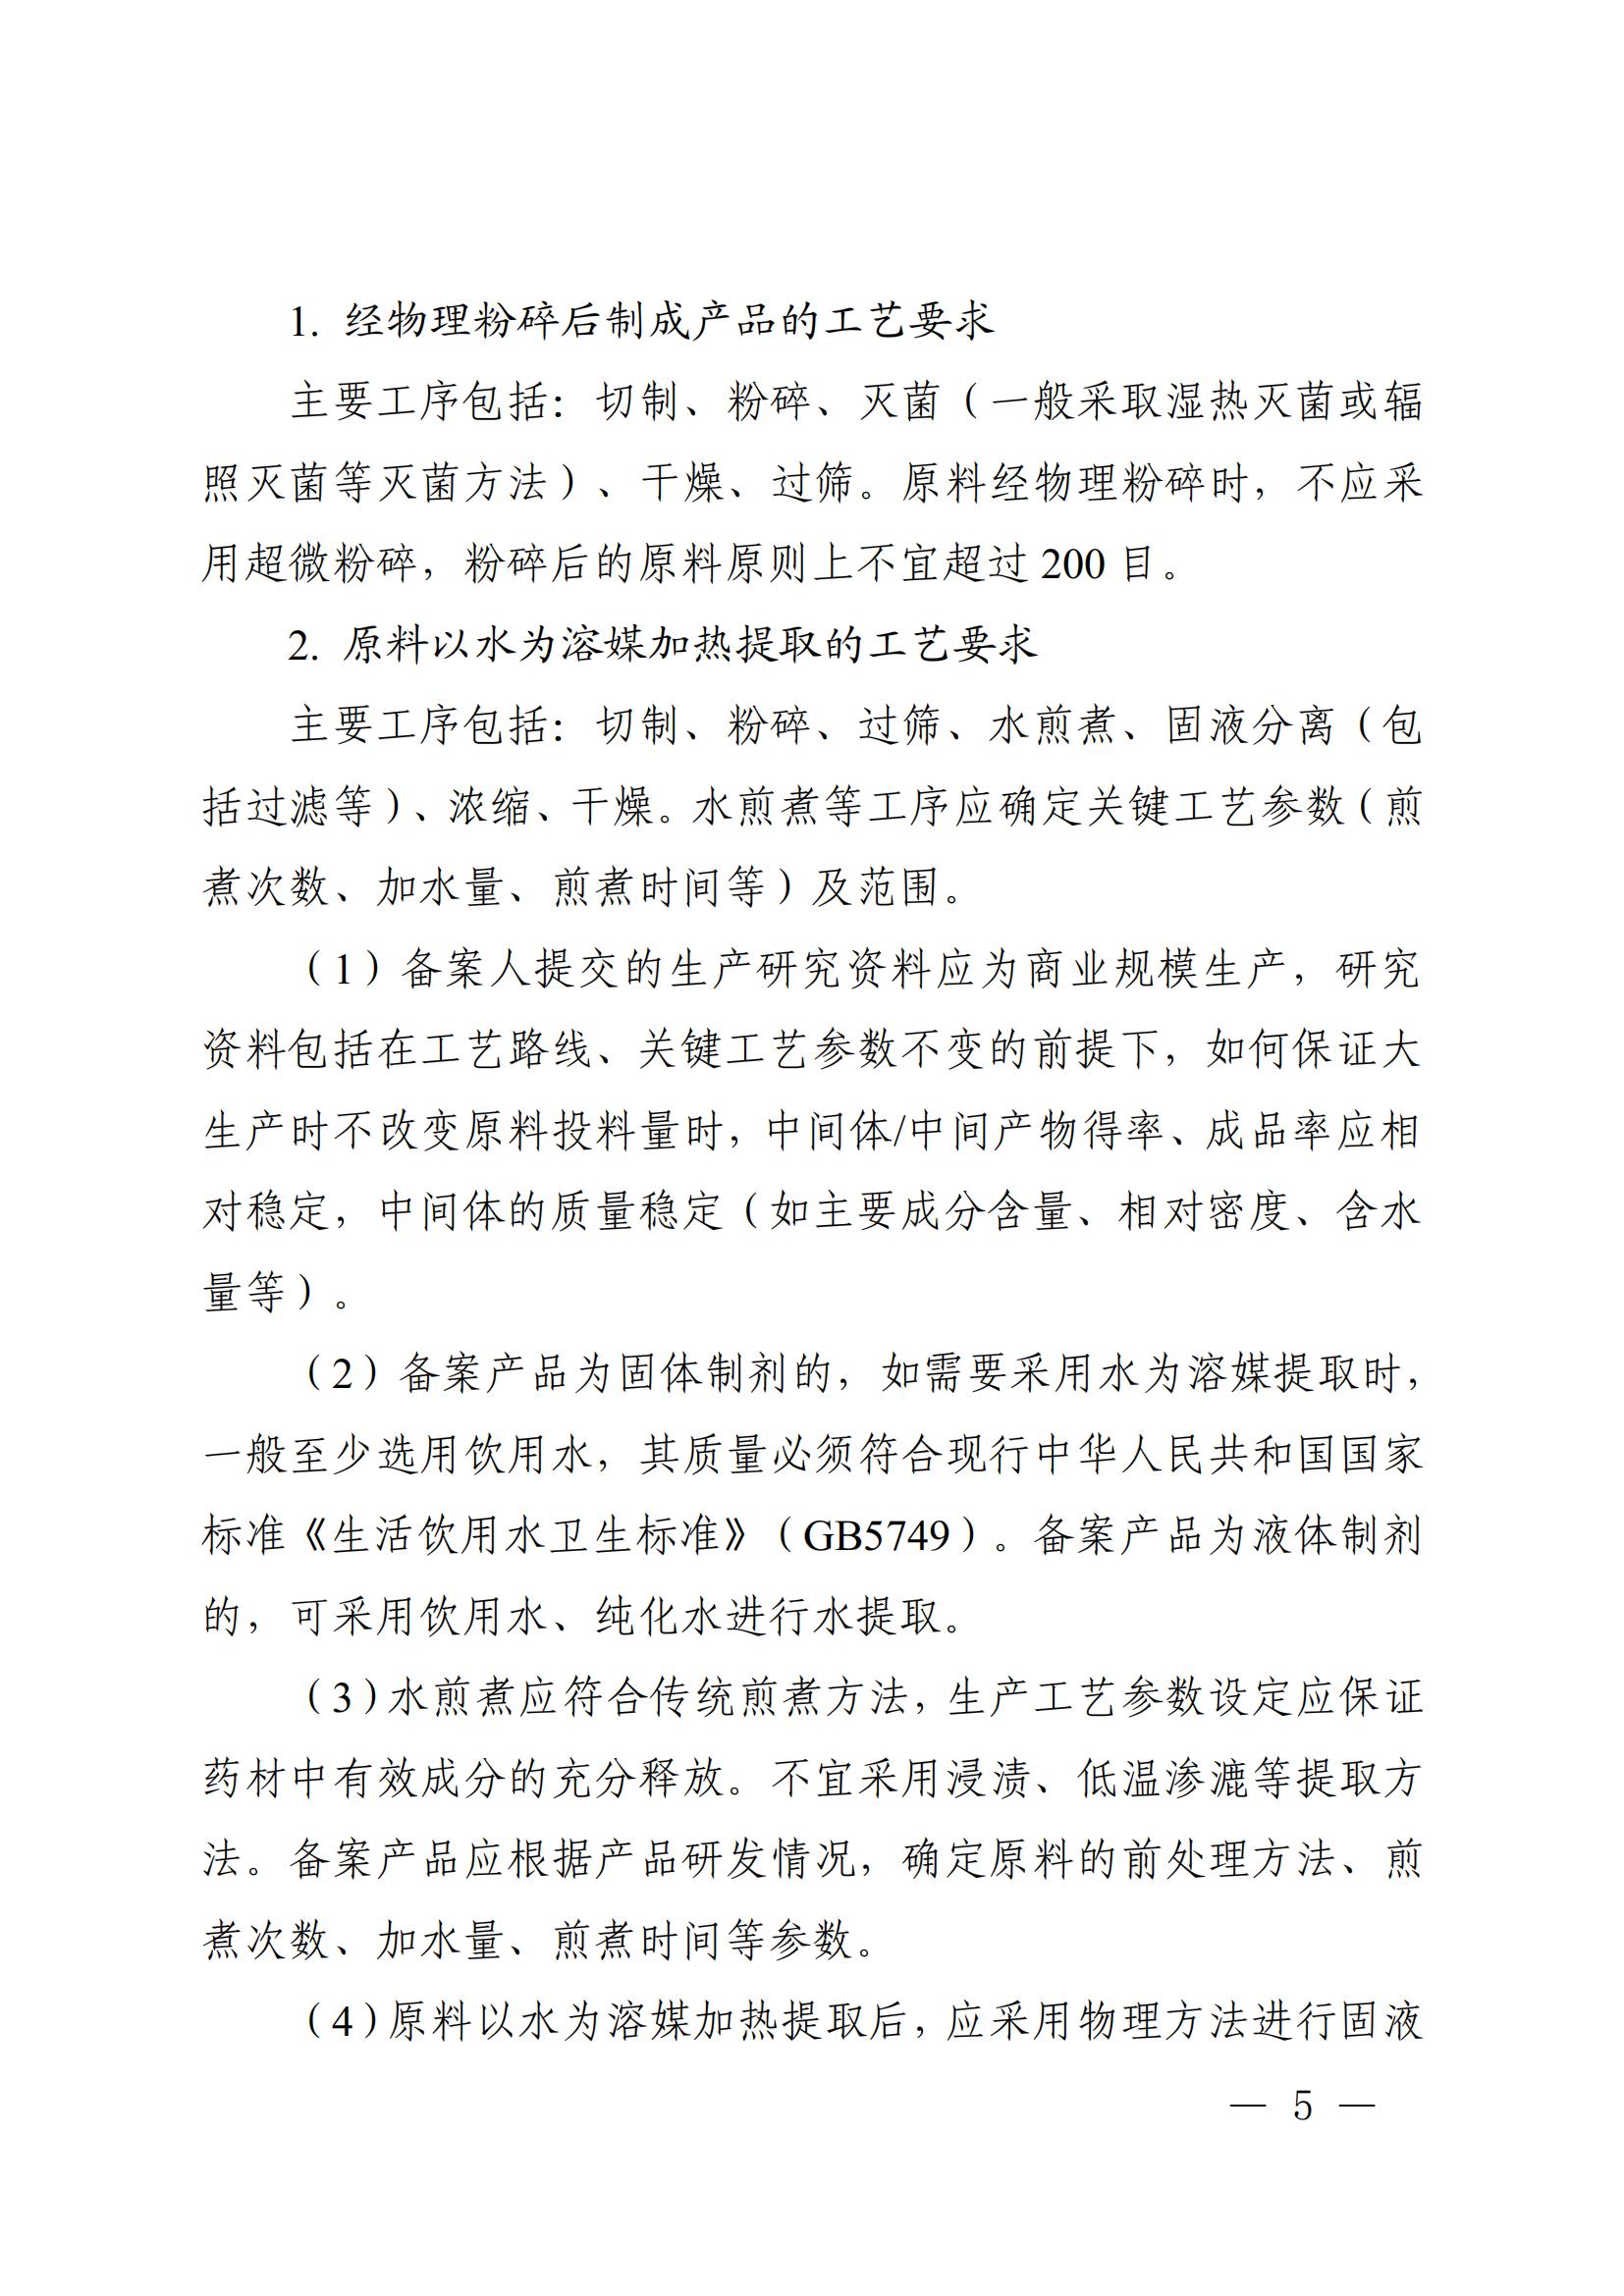 1. 经物理粉碎后制成产品的工艺要求
主要工序包括：切制、粉碎、灭菌（一般采取湿热灭菌或辐
照灭菌等灭菌方法）、干燥、过筛。原料经物理粉碎时，不应采
用超微粉碎，粉碎后的原料原则上不宜超过 200 目。
2. 原料以水为溶媒加热提取的工艺要求
主要工序包括：切制、粉碎、过筛、水煎煮、固液分离（包
括过滤等）、浓缩、干燥。水煎煮等工序应确定关键工艺参数（煎
煮次数、加水量、煎煮时间等）及范围。
（1）备案人提交的生产研究资料应为商业规模生产，研究
资料包括在工艺路线、关键工艺参数不变的前提下，如何保证大
生产时不改变原料投料量时，中间体/中间产物得率、成品率应相
对稳定，中间体的质量稳定（如主要成分含量、相对密度、含水
量等）。
（2）备案产品为固体制剂的，如需要采用水为溶媒提取时，
一般至少选用饮用水，其质量必须符合现行中华人民共和国国家
标准《生活饮用水卫生标准》（GB5749）。备案产品为液体制剂
的，可采用饮用水、纯化水进行水提取。
（3）水煎煮应符合传统煎煮方法，生产工艺参数设定应保证
药材中有效成分的充分释放。不宜采用浸渍、低温渗漉等提取方
法。备案产品应根据产品研发情况，确定原料的前处理方法、煎
煮次数、加水量、煎煮时间等参数。
（4）原料以水为溶媒加热提取后，应采用物理方法进行固液
— 5 —